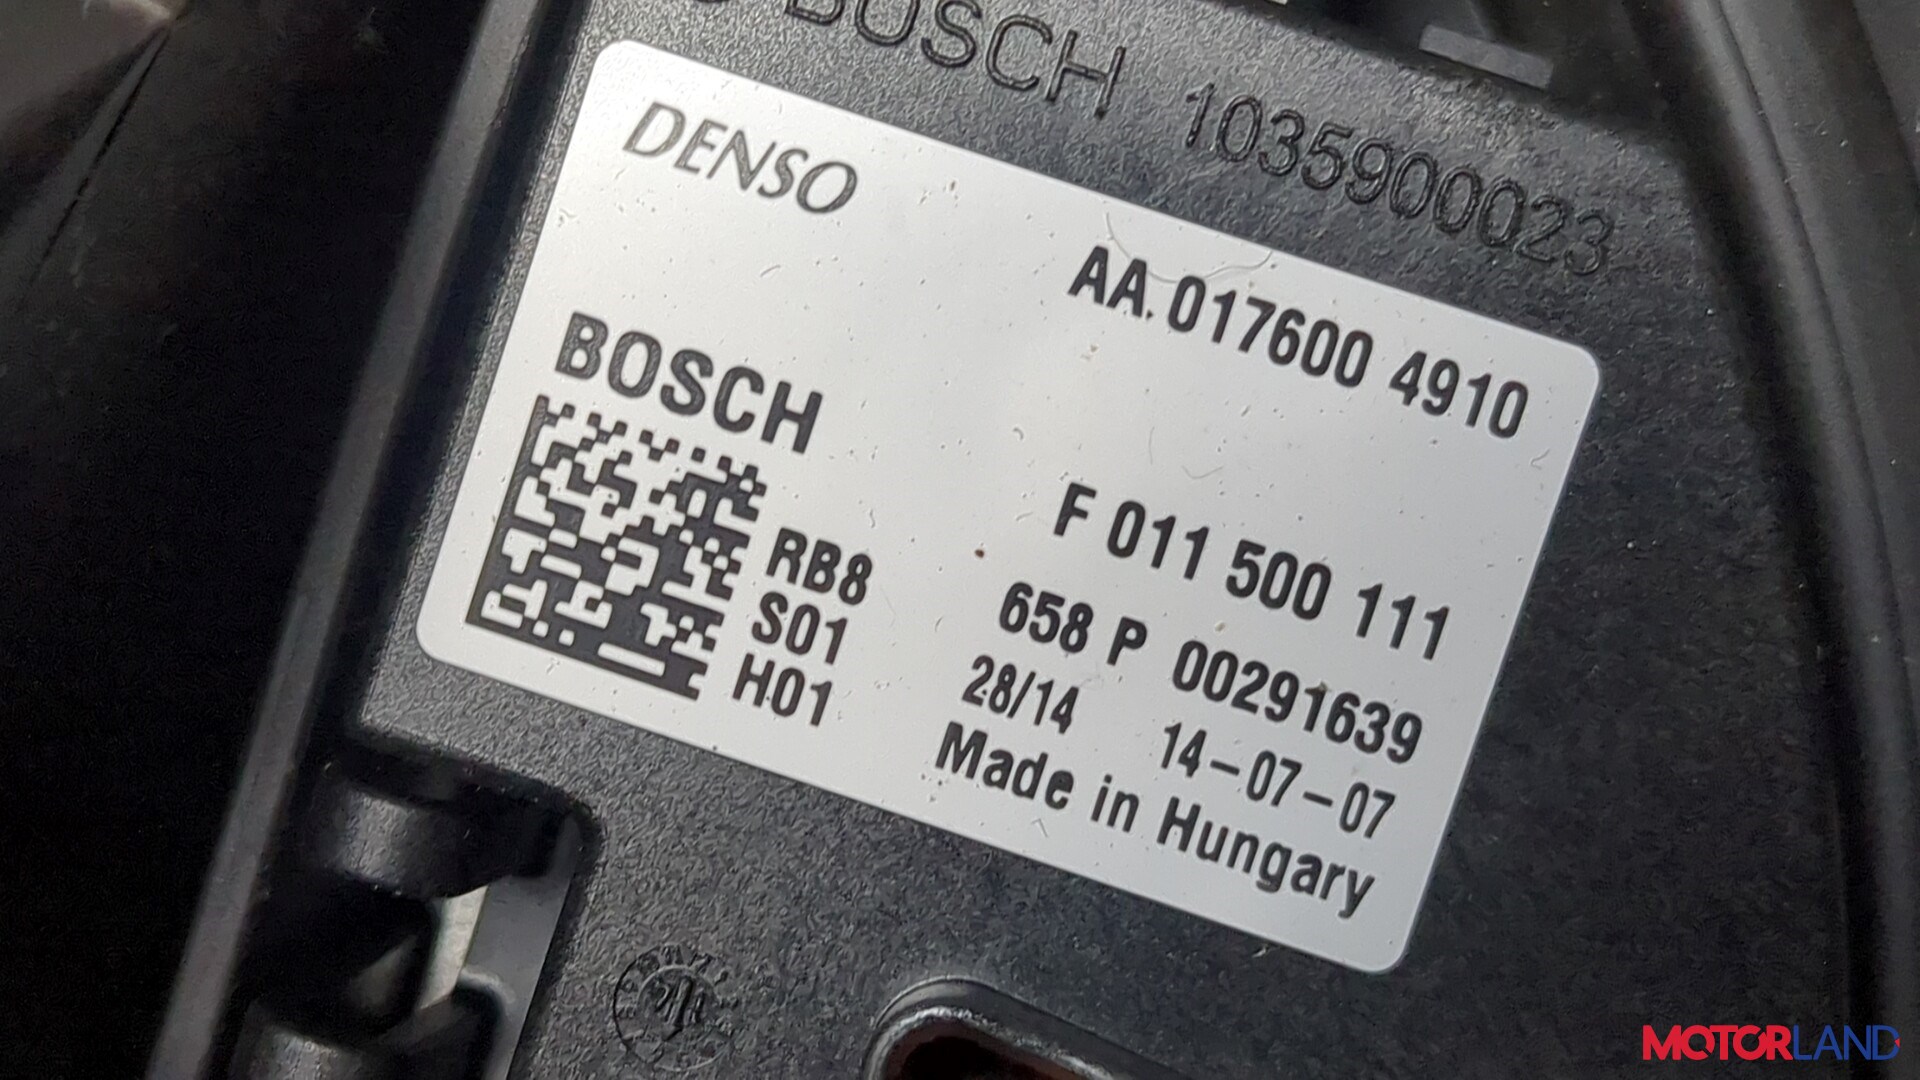 BOSCH 1035900023
DENSO
AA.017600 4910
BOSCH
F 011 500 111
RB8
658 P 00291639
S01
28/14 14-07-07
H01
Made in Hungary
MOTORLAND